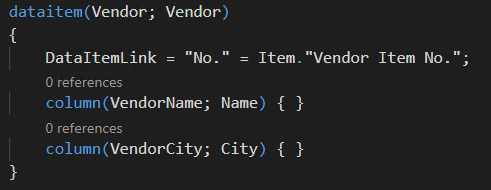 dataitem(Vendor; Vendor)
{
DataItemLink = "No." = Item."Vendor Item No.";
0 references
column(VendorName; Name) { }
0 references
column(VendorCity; City) { }
}